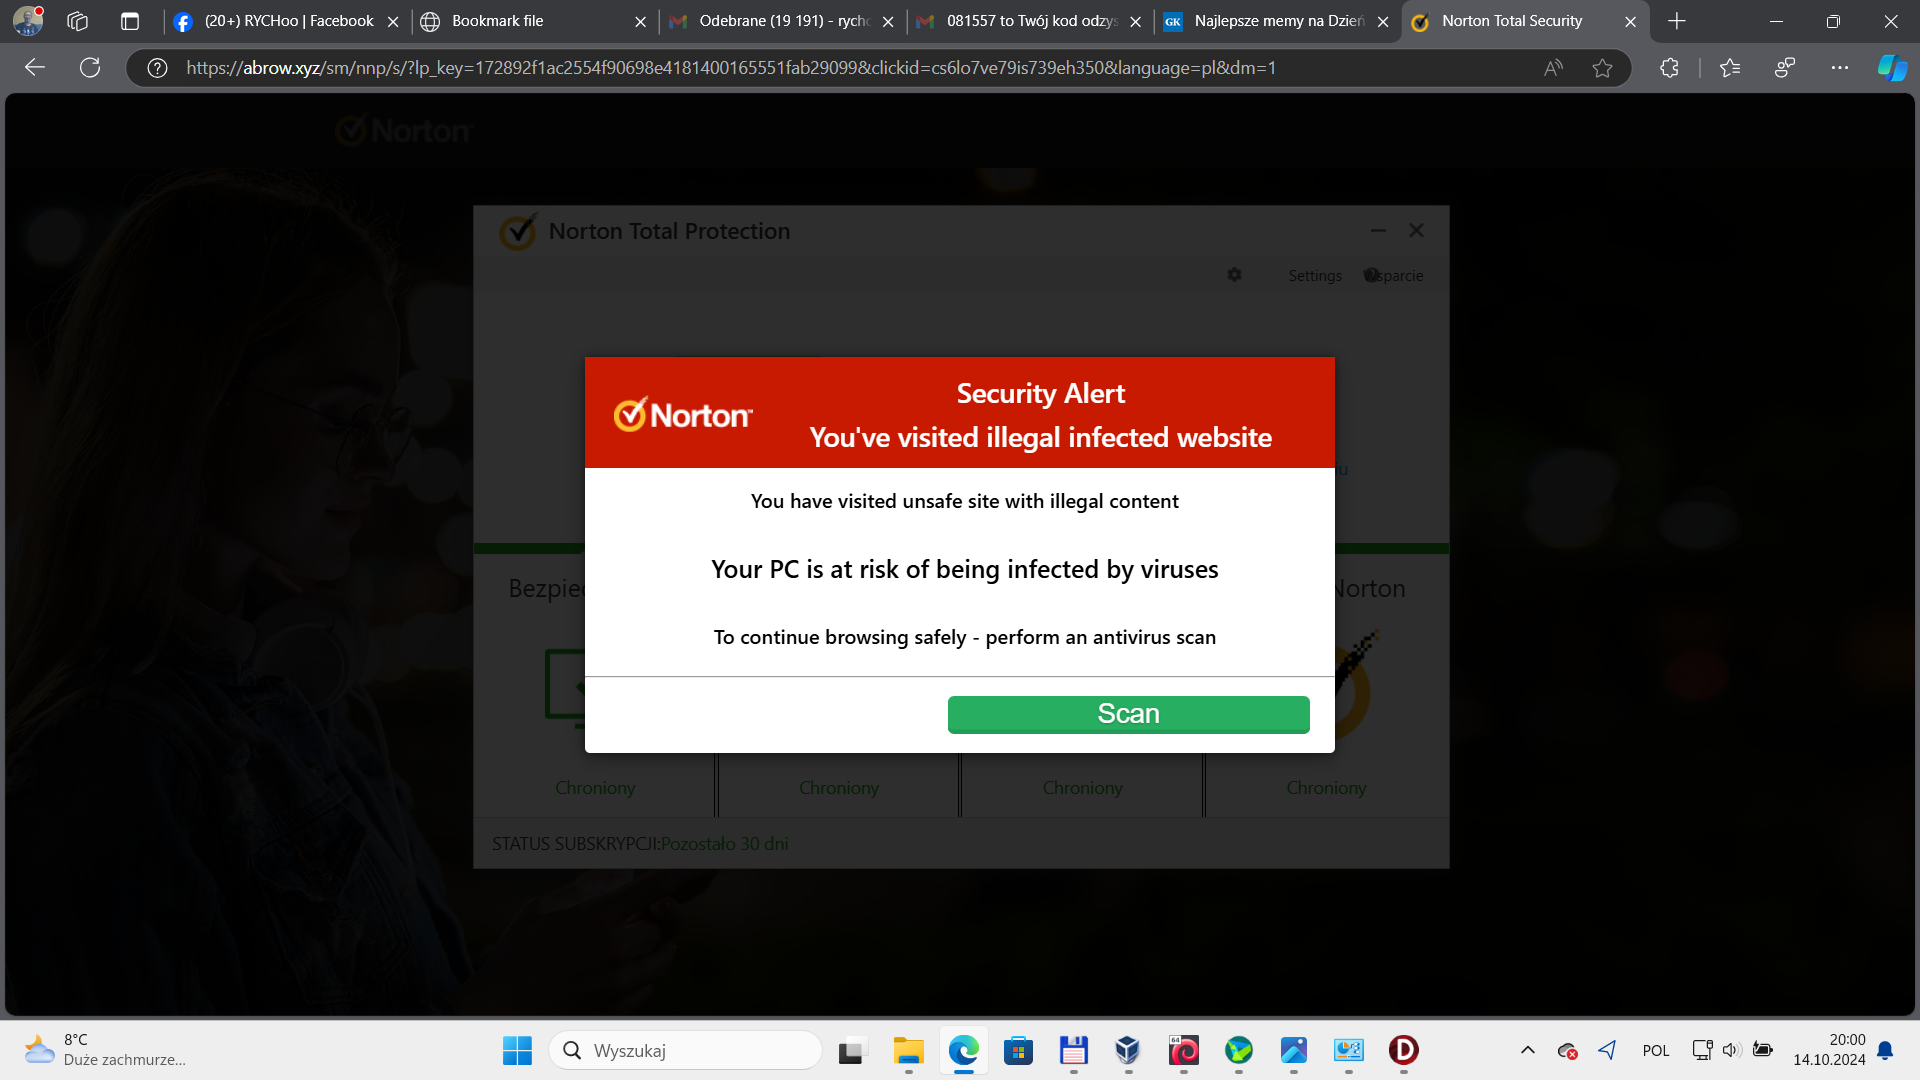 (20+) RYCHoo | Facebook
Bookmark file
Odebrane (19 191) - rycho
081557 to Twój kod odzys
GK
Najlepsze memy na Dzień
Norton Total Security
https://abrow.xyz/sm/nnp/s/?lp_key=172892f1ac2554f90698e4181400165551fab29099&clickid=cs6lo7ve79is739eh350&language=pl&dm=1
Norton
Norton Total Protection
Settings
Norton™
Security Alert
You've visited illegal infected website
You have visited unsafe site with illegal content
Your PC is at risk of being infected by viruses
To continue browsing safely - perform an antivirus scan
Scan
Bezpie
Norton
Chroniony
Chroniony
Chroniony
Chroniony
STATUS SUBSKRYPCJI:Pozostało 30 dni
8°C
Duże zachmurze...
Wyszukaj
64
POL
20:00
14.10.2024